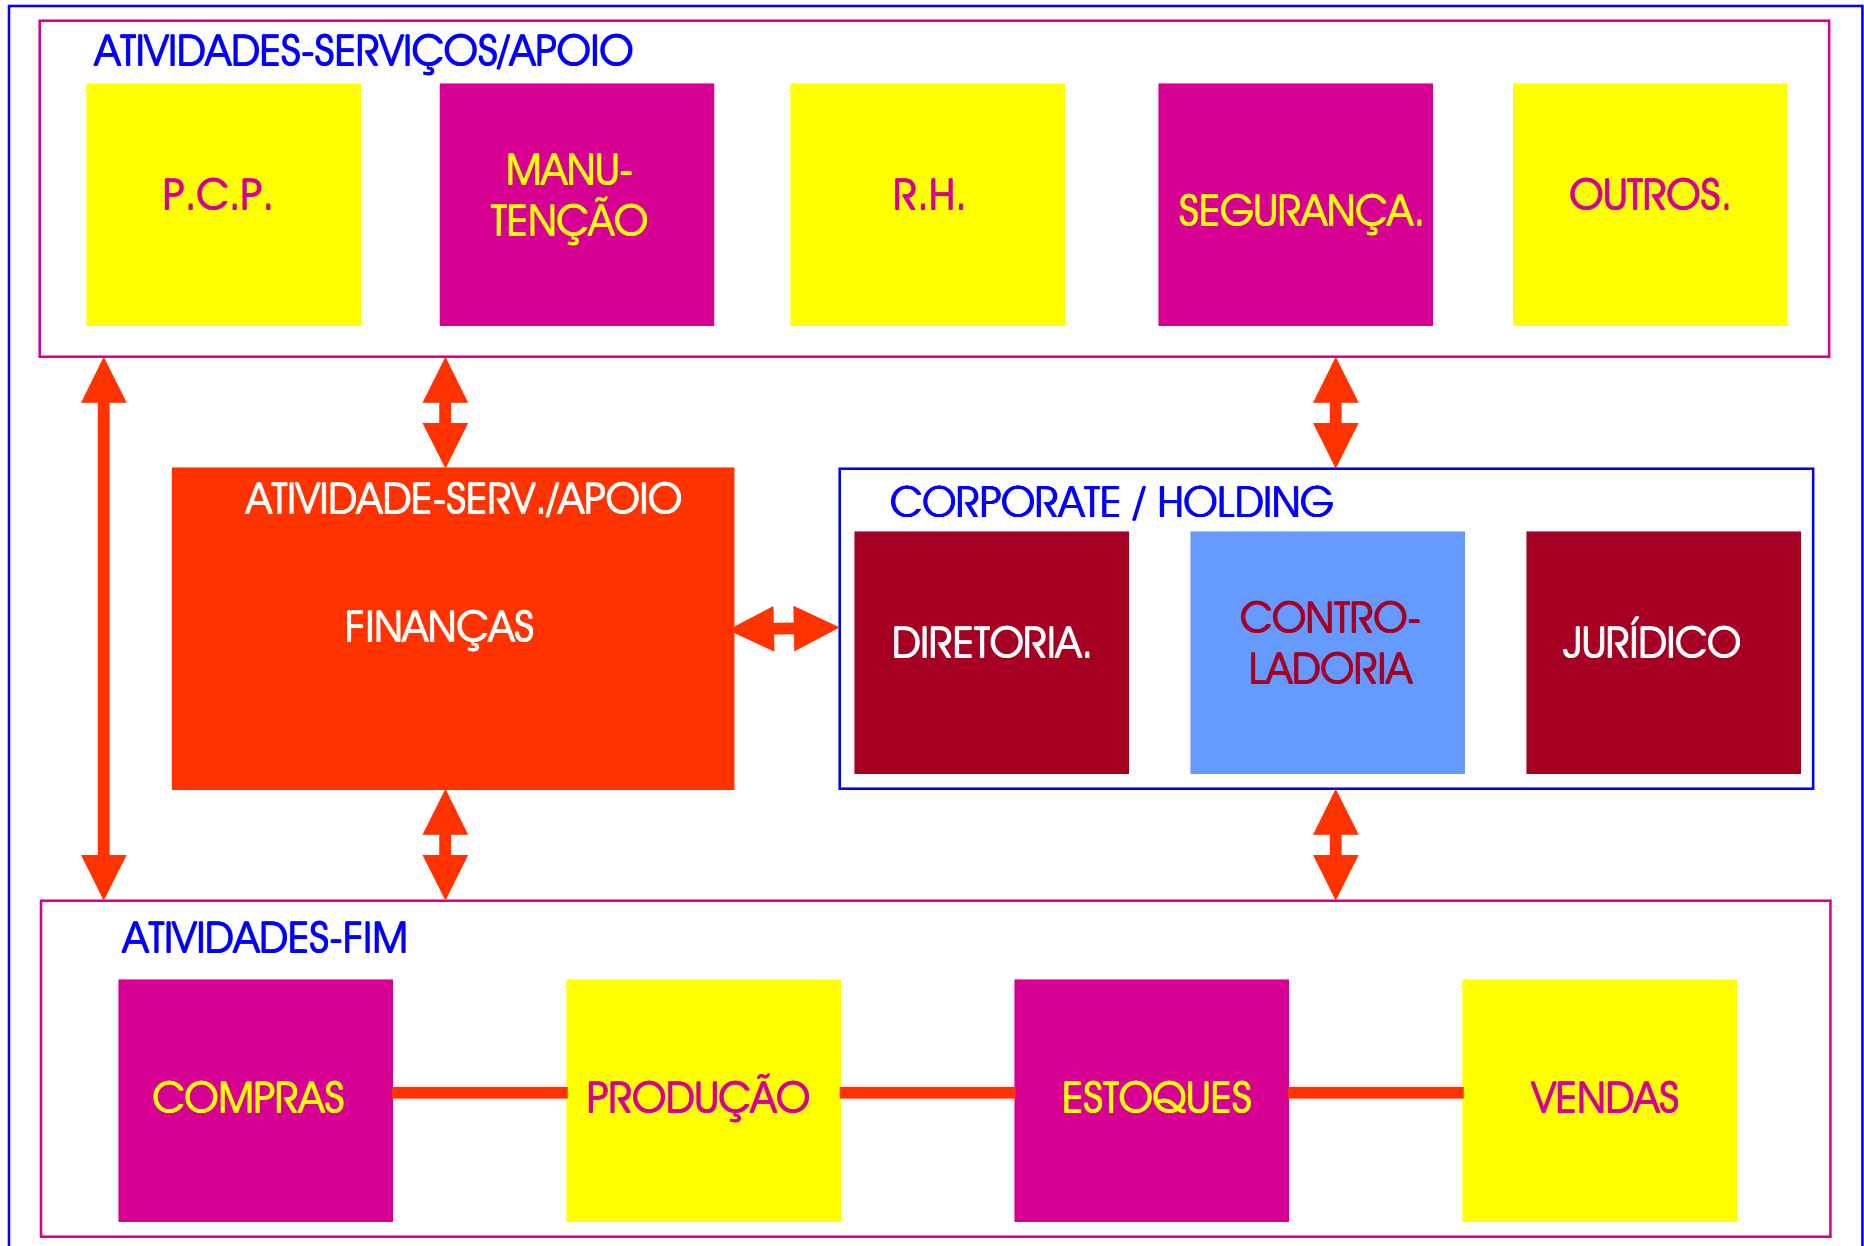 ATIVIDADES-SERVIÇOS/APOIO
P.C.P.
MANU-
TENÇÃO
R.H.
SEGURANÇA.
OUTROS.
ATIVIDADE-SERV./APOIO
FINANÇAS
CORPORATE / HOLDING
DIRETORIA.
CONTRO-
LADORIA
JURÍDICO
ATIVIDADES-FIM
COMPRAS
PRODUÇÃO
ESTOQUES
VENDAS